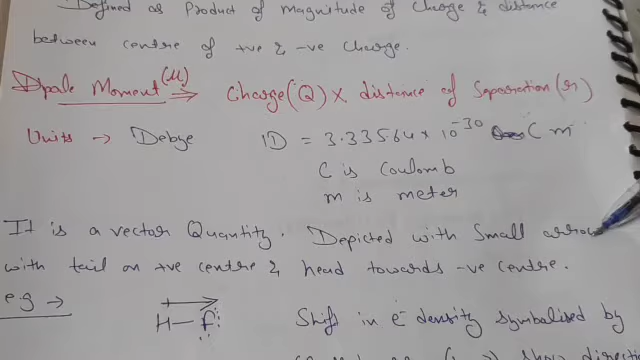 Defined as Product of Magnitude of Charge & distance
between centre of +ve & -ve charge.
Dipole Moment (μ) ⇒ Charge (Q) × distance of Separation (r)
Units → Debye 1D = 3.33564 × 10⁻³⁰ C m
C is Coulomb
m is meter
It is a vector Quantity. Depicted with Small arrow
with tail on +ve centre & head towards -ve centre.
e.g →
H–F
Shift in e⁻ density symbolised by